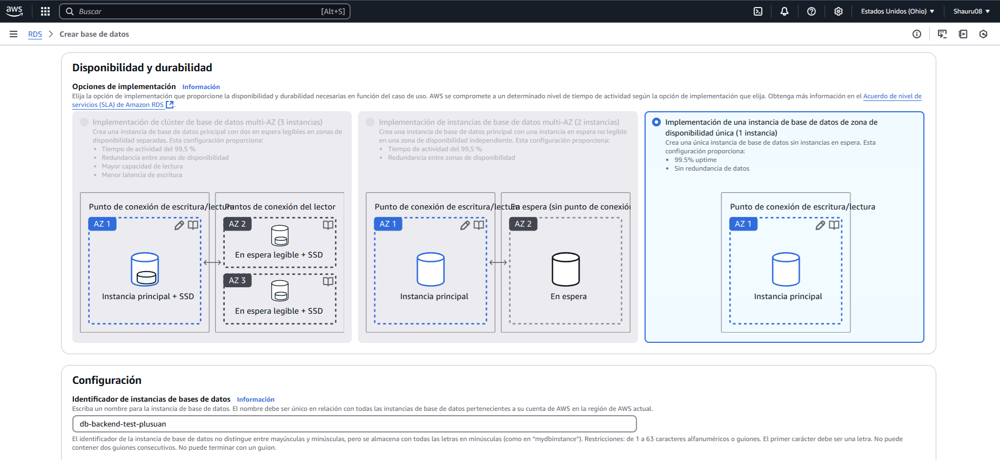 aws
Buscar
[Alt+S]
Estados Unidos (Ohio)
Shauru08
RDS
Crear base de datos
Disponibilidad y durabilidad
Opciones de implementación Información
Elija la opción de implementación que proporcione la disponibilidad y durabilidad necesarias en función del caso de uso. AWS se compromete a un determinado nivel de tiempo de actividad según la opción de implementación que elija. Obtenga más información en el Acuerdo de nivel de
servicios (SLA) de Amazon RDS.
Implementación de clúster de base de datos multi-AZ (3 instancias)
Crea una instancia de base de datos principal con dos en espera legibles en zonas de
disponibilidad separadas. Esta configuración proporciona:
• Tiempo de actividad del 99,5 %
• Redundancia entre zonas de disponibilidad
• Mayor capacidad de lectura
• Menor latencia de escritura
Punto de conexión de escritura/lectura
Puntos de conexión del lector
AZ 1
AZ 2
En espera legible + SSD
AZ 3
Instancia principal + SSD
En espera legible + SSD
Implementación de instancias de base de datos multi-AZ (2 instancias)
Crea una instancia de base de datos principal con una instancia en espera no legible
en una zona de disponibilidad independiente. Esta configuración proporciona:
• Tiempo de actividad del 99,5 %
• Redundancia entre zonas de disponibilidad
Punto de conexión de escritura/lectura
En espera (sin punto de conexión
AZ 1
AZ 2
Instancia principal
En espera
Implementación de una instancia de base de datos de zona de
disponibilidad única (1 instancia)
Crea una única instancia de base de datos sin instancias en espera. Esta
configuración proporciona:
• 99.5% uptime
• Sin redundancia de datos
Punto de conexión de escritura/lectura
AZ 1
Instancia principal
Configuración
Identificador de instancias de bases de datos Información
Escriba un nombre para la instancia de base de datos. El nombre debe ser único en relación con todas las instancias de base de datos pertenecientes a su cuenta de AWS en la región de AWS actual.
db-backend-test-plusuan
El identificador de la instancia de base de datos no distingue entre mayúsculas y minúsculas, pero se almacena con todas las letras en minúsculas (como en “mydbinstance”). Restricciones: de 1 a 63 caracteres alfanuméricos o guiones. El primer carácter debe ser una letra. No puede
contener dos guiones consecutivos. No puede terminar con un guion.